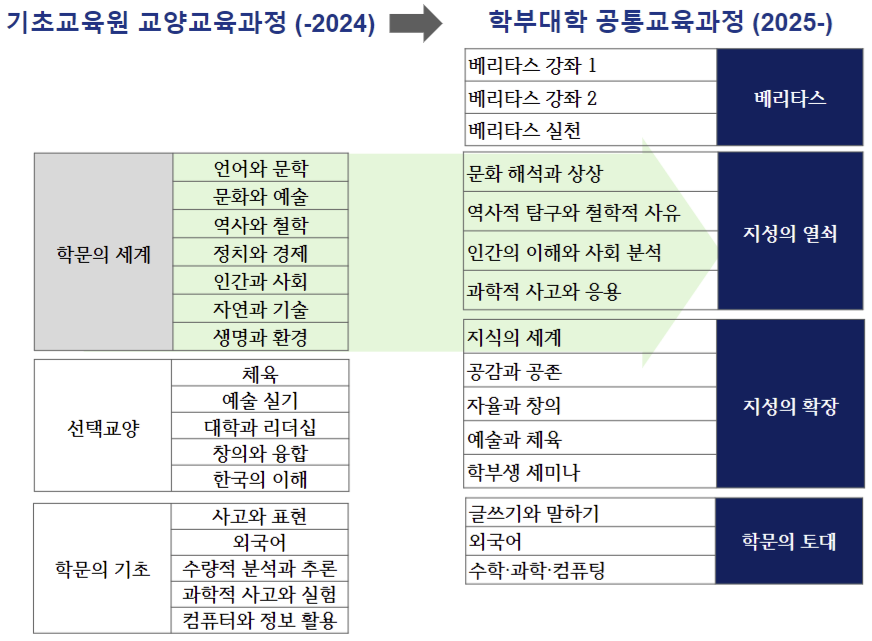 기초교육원 교양교육과정 (-2024)
학부대학 공통교육과정 (2025-)
학문의 세계
언어와 문학
문화와 예술
역사와 철학
정치와 경제
인간과 사회
자연과 기술
생명과 환경
선택교양
체육
예술 실기
대학과 리더십
창의와 융합
한국의 이해
학문의 기초
사고와 표현
외국어
수량적 분석과 추론
과학적 사고와 실험
컴퓨터와 정보 활용
베리타스 강좌 1
베리타스 강좌 2
베리타스 실천
베리타스
문화 해석과 상상
역사적 탐구와 철학적 사유
인간의 이해와 사회 분석
과학적 사고와 응용
지성의 열쇠
지식의 세계
공감과 공존
자율과 창의
예술과 체육
학부생 세미나
지성의 확장
글쓰기와 말하기
외국어
수학·과학·컴퓨팅
학문의 토대